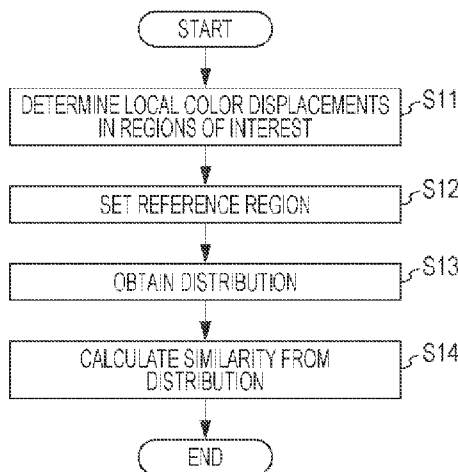 START
DETERMINE LOCAL COLOR DISPLACEMENTS
IN REGIONS OF INTEREST
S11
SET REFERENCE REGION
S12
OBTAIN DISTRIBUTION
S13
CALCULATE SIMILARITY FROM
DISTRIBUTION
S14
END